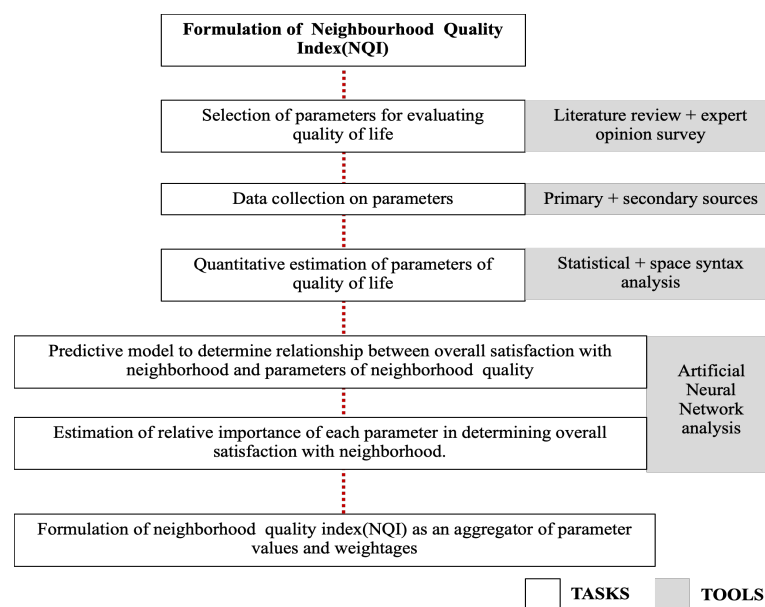 Formulation of Neighbourhood Quality
Index(NQI)
Selection of parameters for evaluating
quality of life
Literature review + expert
opinion survey
Data collection on parameters
Primary + secondary sources
Quantitative estimation of parameters of
quality of life
Statistical + space syntax
analysis
Predictive model to determine relationship between overall satisfaction with
neighborhood and parameters of neighborhood quality
Artificial
Neural
Network
analysis
Estimation of relative importance of each parameter in determining overall
satisfaction with neighborhood.
Formulation of neighborhood quality index(NQI) as an aggregator of parameter
values and weightages
TASKS
TOOLS